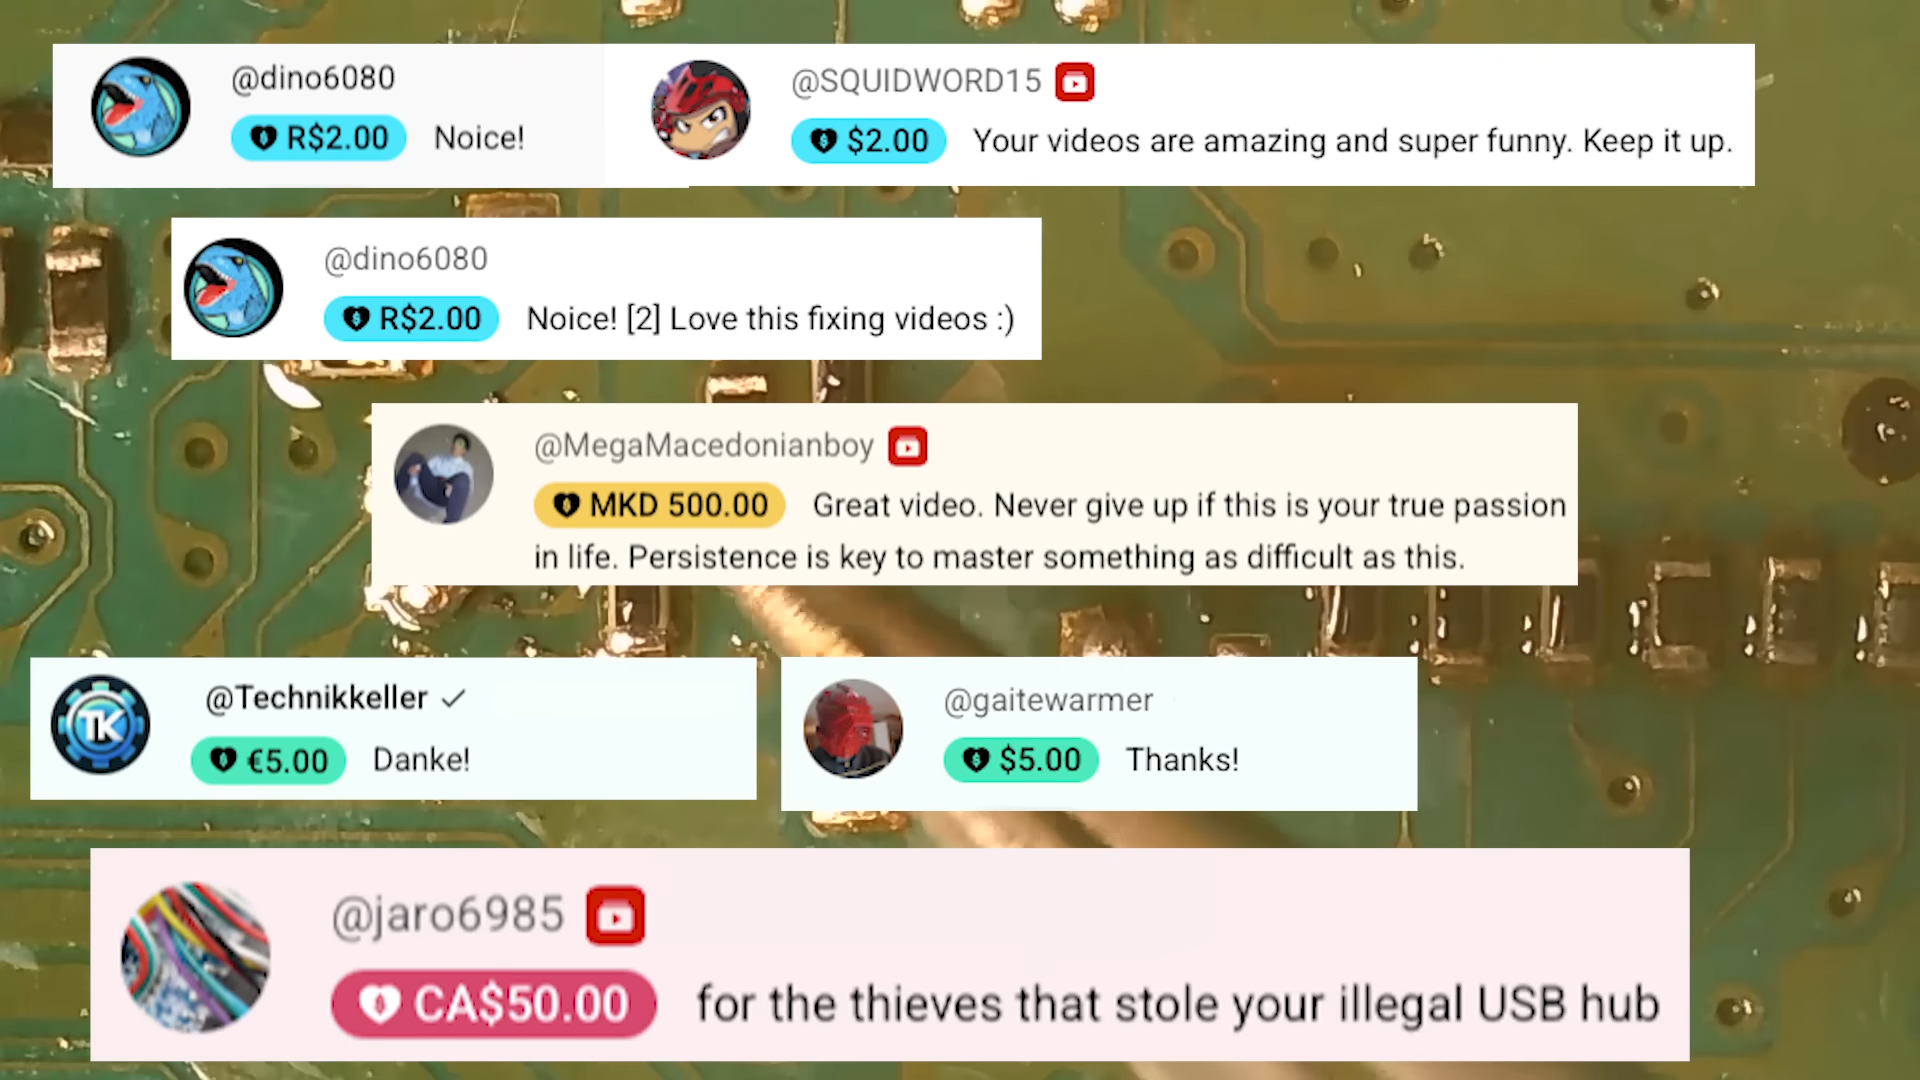 @dino6080
R$2.00 Noice!
@SQUIDWORD15
$2.00 Your videos are amazing and super funny. Keep it up.
@dino6080
R$2.00 Noice! [2] Love this fixing videos :)
@MegaMacedonianboy
MKD 500.00 Great video. Never give up if this is your true passion
in life. Persistence is key to master something as difficult as this.
TK
@Technikkeller
€5.00 Danke!
@gaitewarmer
$5.00 Thanks!
@jaro6985
CA$50.00 for the thieves that stole your illegal USB hub